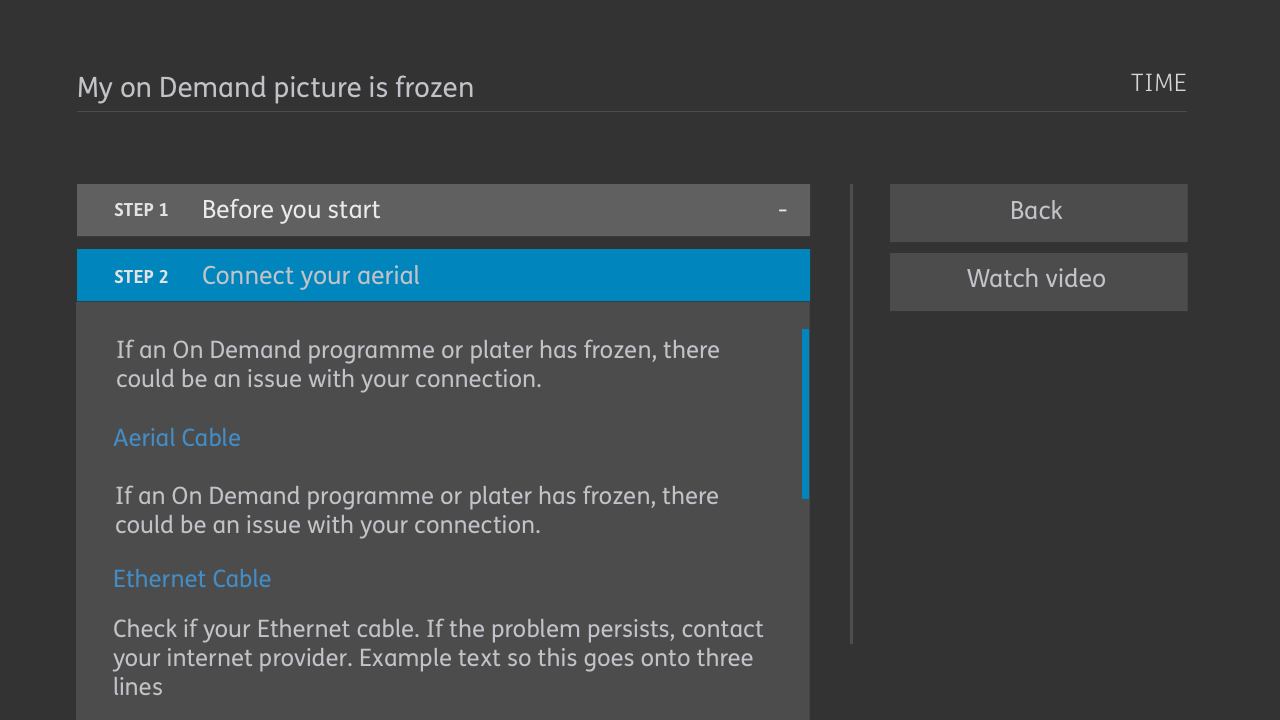 My on Demand picture is frozen
TIME
STEP 1 Before you start -
STEP 2 Connect your aerial
If an On Demand programme or plater has frozen, there
could be an issue with your connection.
Aerial Cable
If an On Demand programme or plater has frozen, there
could be an issue with your connection.
Ethernet Cable
Check if your Ethernet cable. If the problem persists, contact
your internet provider. Example text so this goes onto three
lines
Back
Watch video